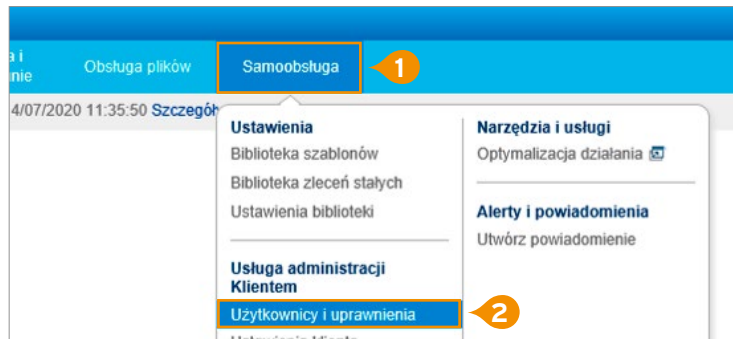 a i
nie
Obsługa plików
Samoobsługa
1
4/07/2020 11:35:50 Szczegół
Ustawienia
Biblioteka szablonów
Biblioteka zleceń stałych
Ustawienia biblioteki
Usługa administracji
Klientem
Użytkownicy i uprawnienia
2
Narzędzia i usługi
Optymalizacja działania
Alerty i powiadomienia
Utwórz powiadomienie